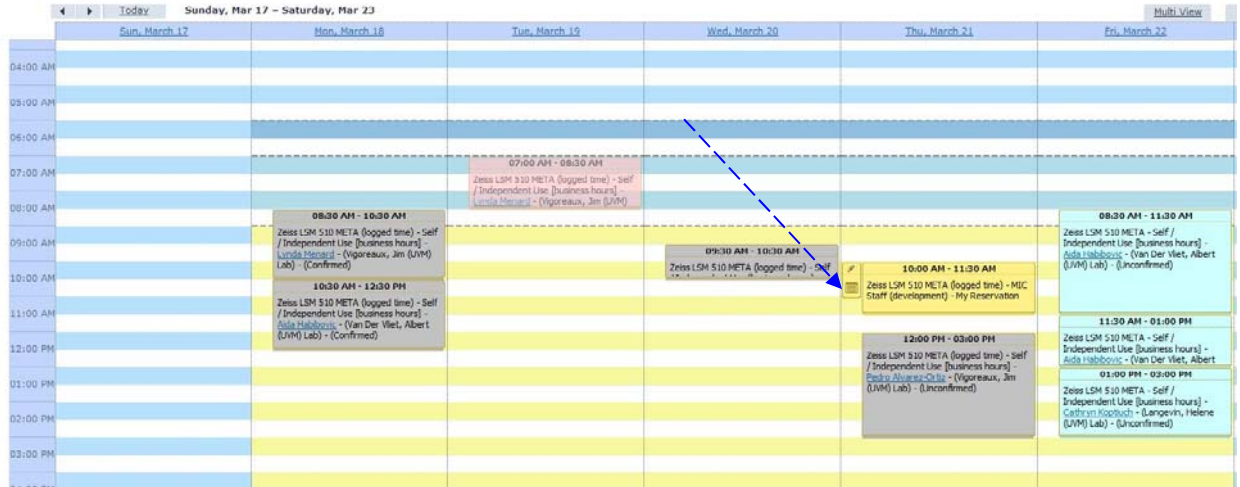 Today Sunday, Mar 17 – Saturday, Mar 23 Multi View
Sun, March 17 Mon, March 18 Tue, March 19 Wed, March 20 Thu, March 21 Fri, March 22
04:00 AM
05:00 AM
06:00 AM
07:00 AM
08:00 AM
09:00 AM
10:00 AM
11:00 AM
12:00 PM
01:00 PM
02:00 PM
03:00 PM
08:30 AM - 10:30 AM
Zeiss LSM 510 META (logged time) - Self
/ Independent Use [business hours] -
Lynda Menard - (Vigoreaux, Jim (UVM)
Lab) - (Confirmed)
10:30 AM - 12:30 PM
Zeiss LSM 510 META (logged time) - Self
/ Independent Use [business hours] -
Aida Habibovic - (Van Der Vliet, Albert
(UVM) Lab) - (Confirmed)
07:00 AM - 08:30 AM
Zeiss LSM 510 META (logged time) - Self
/ Independent Use [business hours] -
Lynda Menard - (Vigoreaux, Jim (UVM)
09:30 AM - 10:30 AM
Zeiss LSM 510 META (logged time) - Self
10:00 AM - 11:30 AM
Zeiss LSM 510 META (logged time) - MIC
Staff (development) - My Reservation
12:00 PM - 03:00 PM
Zeiss LSM 510 META (logged time) - Self
/ Independent Use [business hours] -
Pedro Alvarez-Ortiz - (Vigoreaux, Jim
(UVM) Lab) - (Unconfirmed)
08:30 AM - 11:30 AM
Zeiss LSM 510 META - Self /
Independent Use [business hours] -
Aida Habibovic - (Van Der Vliet, Albert
(UVM) Lab) - (Unconfirmed)
11:30 AM - 01:00 PM
Zeiss LSM 510 META - Self /
Independent Use [business hours] -
Aida Habibovic - (Van Der Vliet, Albert
01:00 PM - 03:00 PM
Zeiss LSM 510 META - Self /
Independent Use [business hours] -
Cathryn Koptiuch - (Langevin, Helene
(UVM) Lab) - (Unconfirmed)